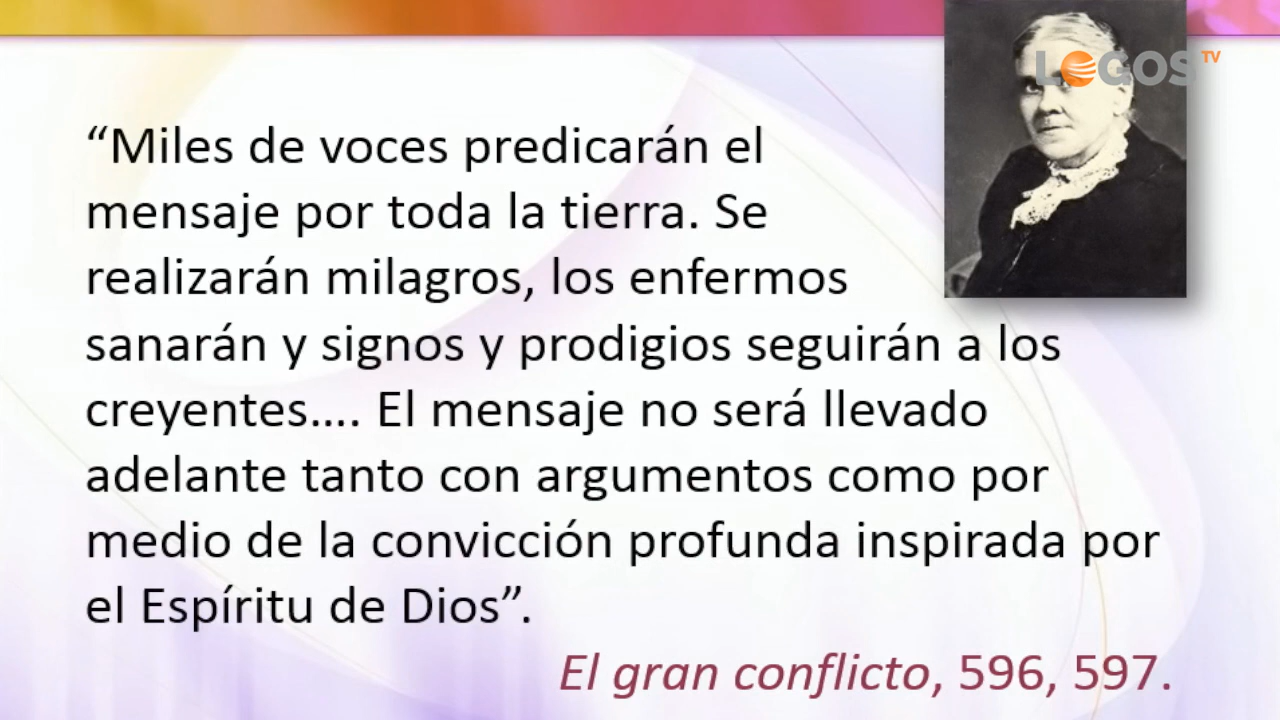 LOGOS TV
“Miles de voces predicarán el
mensaje por toda la tierra. Se
realizarán milagros, los enfermos
sanarán y signos y prodigios seguirán a los
creyentes…. El mensaje no será llevado
adelante tanto con argumentos como por
medio de la convicción profunda inspirada por
el Espíritu de Dios”.
El gran conflicto, 596, 597.